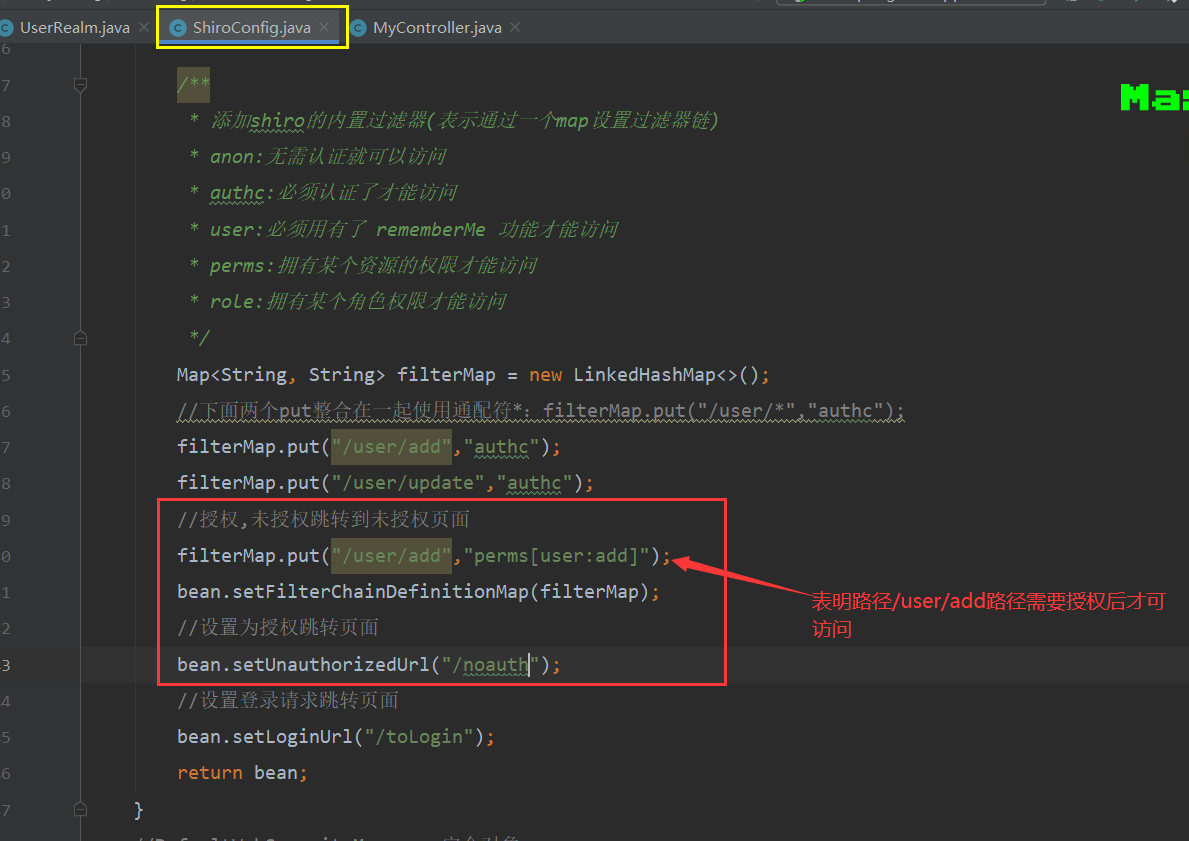 UserRealm.java ShiroConfig.java MyController.java
6
7 /**
8 * 添加shiro的内置过滤器(表示通过一个map设置过滤器链)
9 * anon:无需认证就可以访问
0 * authc:必须认证了才能访问
1 * user:必须用有了 rememberMe 功能才能访问
2 * perms:拥有某个资源的权限才能访问
3 * role:拥有某个角色权限才能访问
4 */
5 Map<String, String> filterMap = new LinkedHashMap<>();
6 //下面两个put整合在一起使用通配符*：filterMap.put("/user/*","authc");
7 filterMap.put("/user/add","authc");
8 filterMap.put("/user/update","authc");
9 //授权,未授权跳转到未授权页面
0 filterMap.put("/user/add","perms[user:add]");
1 bean.setFilterChainDefinitionMap(filterMap);
表明路径/user/add路径需要授权后才可
访问
2 //设置为授权跳转页面
3 bean.setUnauthorizedUrl("/noauth");
4 //设置登录请求跳转页面
5 bean.setLoginUrl("/toLogin");
6 return bean;
7 }